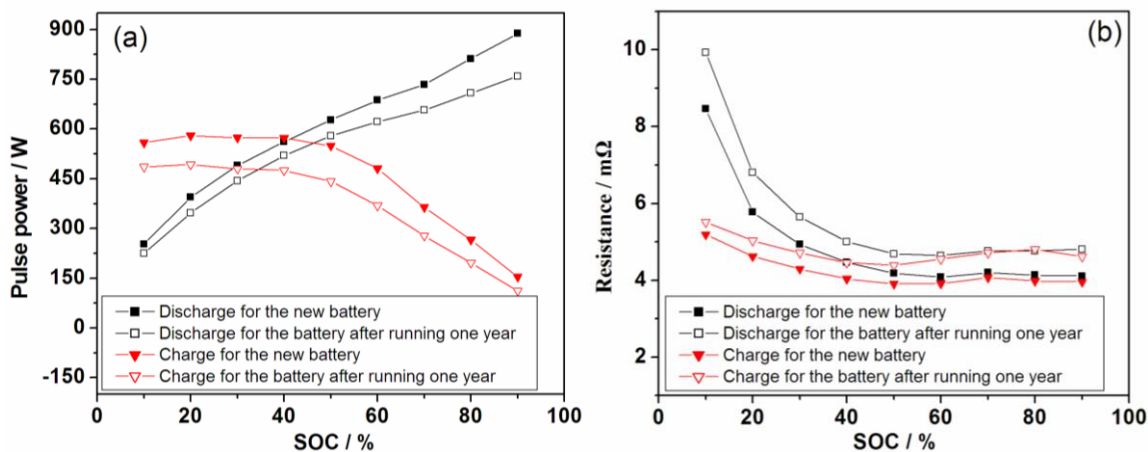 (a)
Pulse power / W
900
750
600
450
300
150
0
-150
Discharge for the new battery
Discharge for the battery after running one year
Charge for the new battery
Charge for the battery after running one year
0 20 40 60 80 100
SOC / %
(b)
Resistance / mΩ
10
8
6
4
2
Discharge for the new battery
Discharge for the battery after running one year
Charge for the new battery
Charge for the battery after running one year
0 20 40 60 80 100
SOC / %